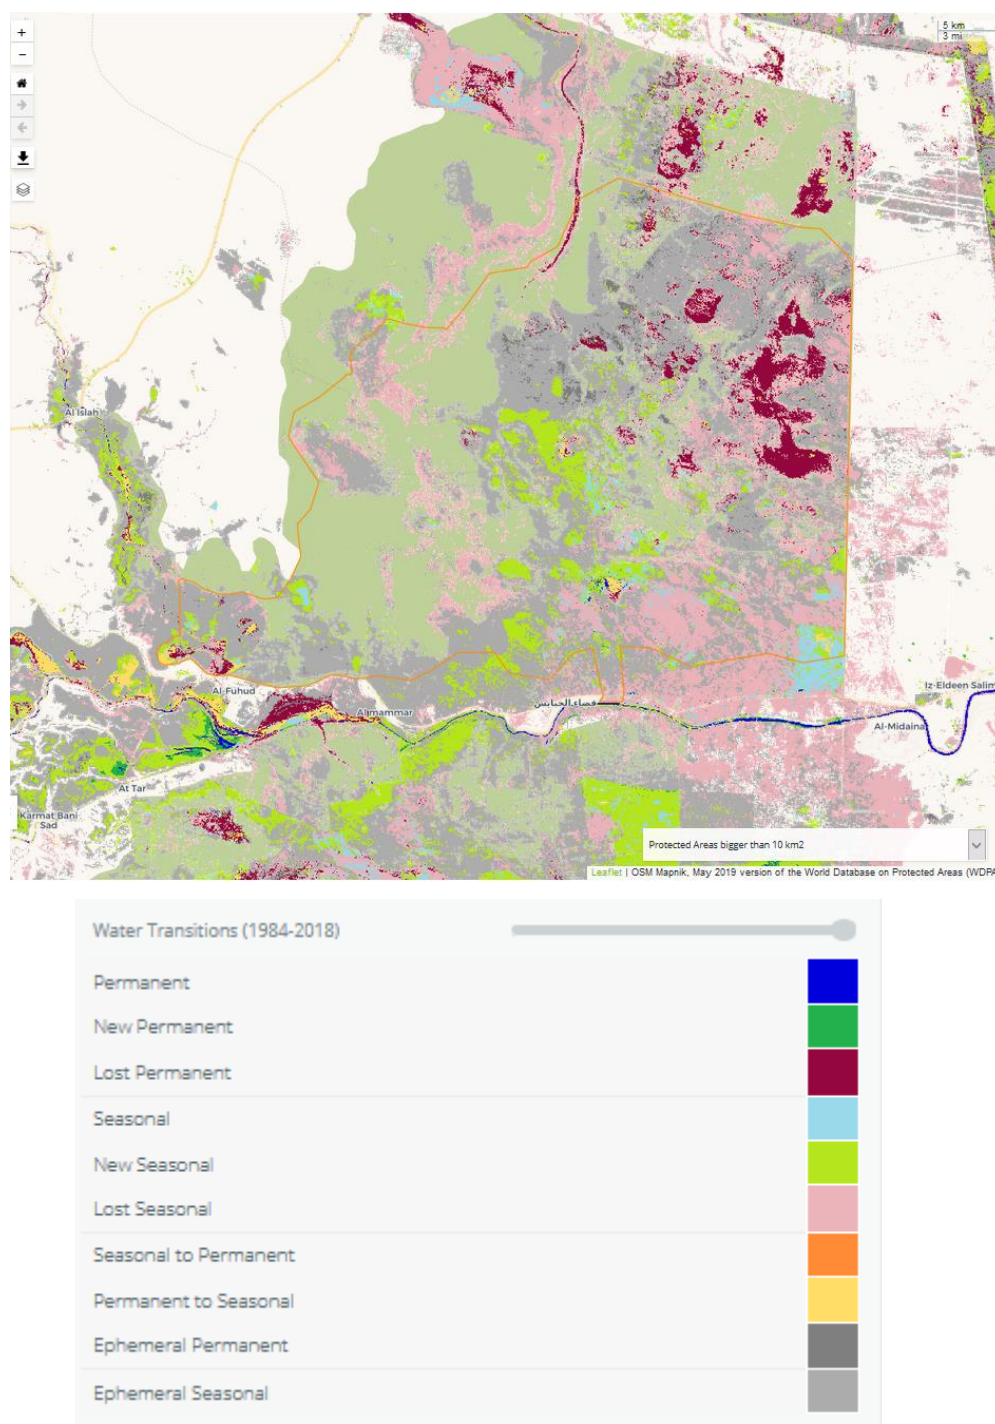 +
5 km
3 mi
−
Al Islah
Al-Fuhud
Iz-Eldeen Salim
Almammar
قضاء الجبايش
Al-Midaina
At Tar
Karmat Bani
Sad
Protected Areas bigger than 10 km2
Leaflet | OSM Mapnik, May 2019 version of the World Database on Protected Areas (WDPA
Water Transitions (1984-2018)
Permanent
New Permanent
Lost Permanent
Seasonal
New Seasonal
Lost Seasonal
Seasonal to Permanent
Permanent to Seasonal
Ephemeral Permanent
Ephemeral Seasonal